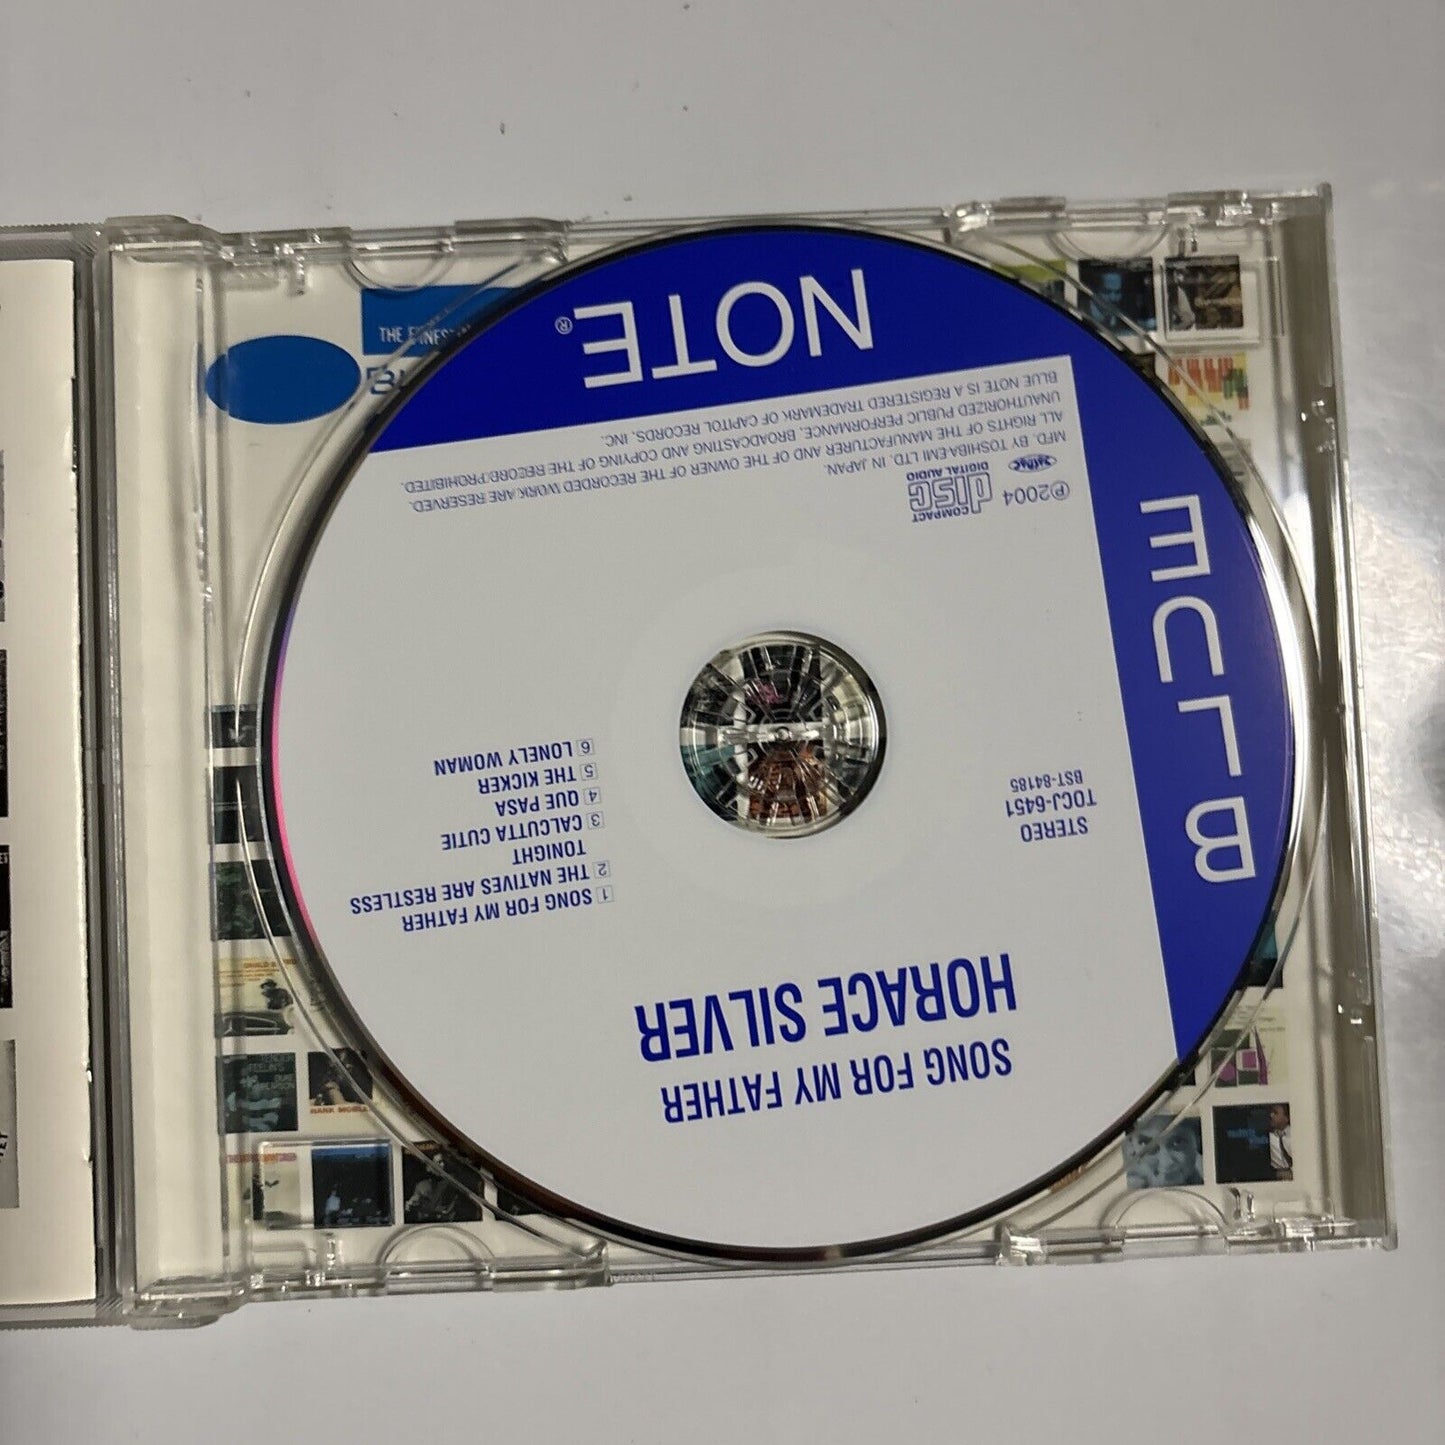 SONG FOR MY FATHER
HORACE SILVER
STEREO
TOCJ-6451
BST-84185
1 SONG FOR MY FATHER
2 THE NATIVES ARE RESTLESS
TONIGHT
3 CALCUTTA CUTIE
4 QUE PASA
5 THE KICKER
6 LONELY WOMAN
BLUE
NOTE®
℗2004
COMPACT
disc
DIGITAL AUDIO
MFD. BY TOSHIBA-EMI LTD. IN JAPAN.
ALL RIGHTS OF THE MANUFACTURER AND OF THE OWNER OF THE RECORDED WORK ARE RESERVED.
UNAUTHORIZED PUBLIC PERFORMANCE, BROADCASTING AND COPYING OF THE RECORD PROHIBITED.
BLUE NOTE IS A REGISTERED TRADEMARK OF CAPITOL RECORDS, INC.
THE
HANK